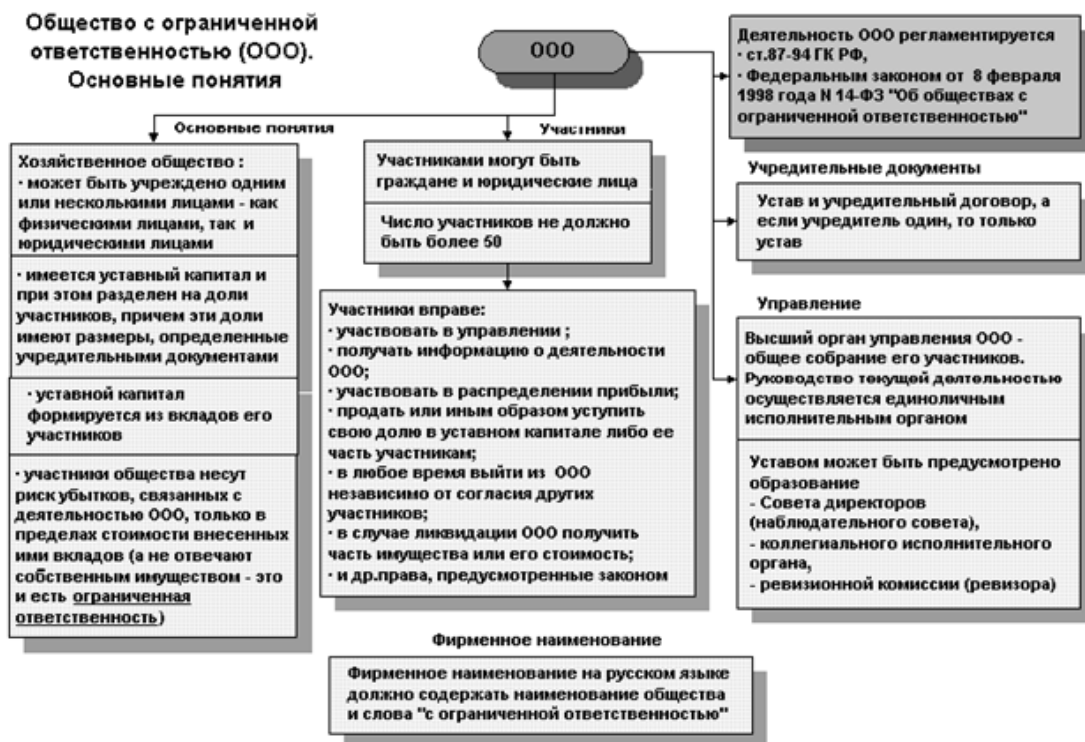 Общество с ограниченной
ответственностью (ООО).
Основные понятия
ООО
Деятельность ООО регламентируется
· ст.87-94 ГК РФ,
· Федеральным законом от 8 февраля
1998 года N 14-ФЗ "Об обществах с
ограниченной ответственностью"
Основные понятия
Хозяйственное общество :
· может быть учреждено одним
или несколькими лицами - как
физическими лицами, так и
юридическими лицами
· имеется уставный капитал и
при этом разделен на доли
участников, причем эти доли
имеют размеры, определенные
учредительными документами
· уставной капитал
формируется из вкладов его
участников
· участники общества несут
риск убытков, связанных с
деятельностью ООО, только в
пределах стоимости внесенных
ими вкладов (а не отвечают
собственным имуществом - это
и есть ограниченная
ответственность)
Участники
Участниками могут быть
граждане и юридические лица
Число участников не должно
быть более 50
Участники вправе:
· участвовать в управлении ;
· получать информацию о деятельности
ООО;
· участвовать в распределении прибыли;
· продать или иным образом уступить
свою долю в уставном капитале либо ее
часть участникам;
· в любое время выйти из ООО
независимо от согласия других
участников;
· в случае ликвидации ООО получить
часть имущества или его стоимость;
· и др.права, предусмотренные законом
Учредительные документы
Устав и учредительный договор, а
если учредитель один, то только
устав
Управление
Высший орган управления ООО -
общее собрание его участников.
Руководство текущей деятельностью
осуществляется единоличным
исполнительным органом
Уставом может быть предусмотрено
образование
- Совета директоров
(наблюдательного совета),
- коллегиального исполнительного
органа,
- ревизионной комиссии (ревизора)
Фирменное наименование
Фирменное наименование на русском языке
должно содержать наименование общества
и слова "с ограниченной ответственностью"